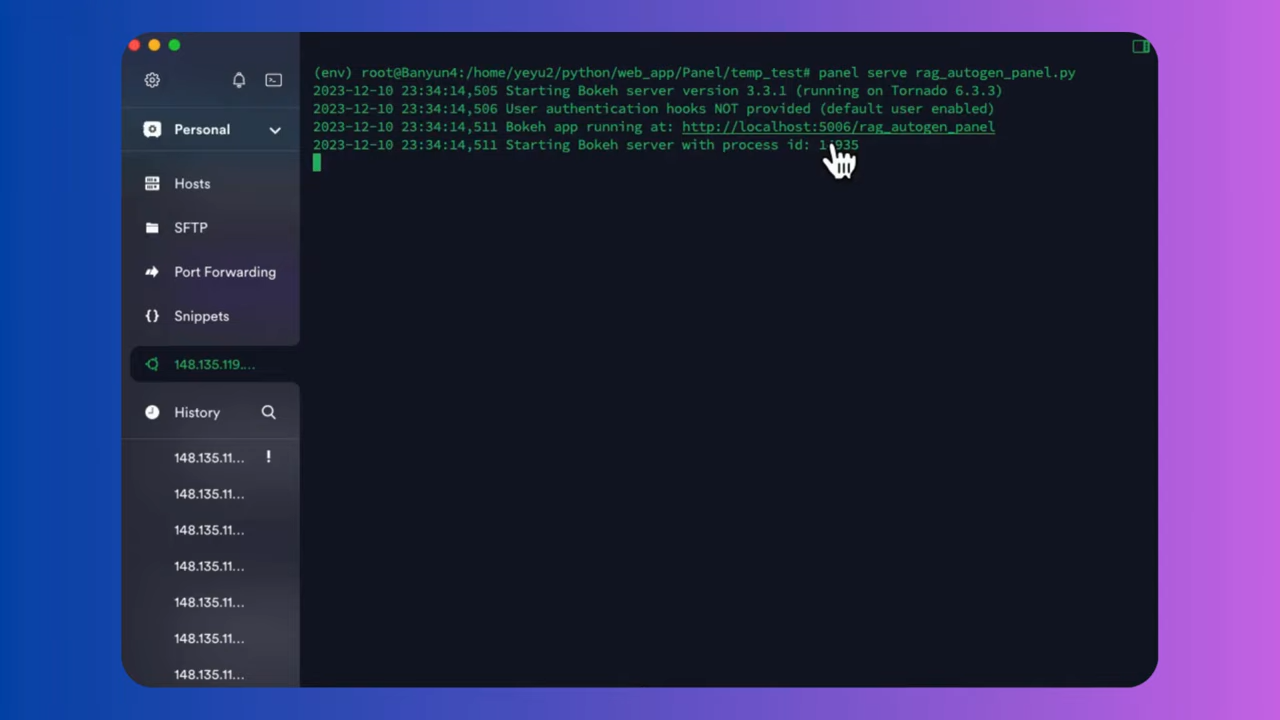 (env) root@Banyun4:/home/yeyu2/python/web_app/Panel/temp_test# panel serve rag_autogen_panel.py
2023-12-10 23:34:14,505 Starting Bokeh server version 3.3.1 (running on Tornado 6.3.3)
2023-12-10 23:34:14,506 User authentication hooks NOT provided (default user enabled)
2023-12-10 23:34:14,511 Bokeh app running at: http://localhost:5006/rag_autogen_panel
2023-12-10 23:34:14,511 Starting Bokeh server with process id:
Personal
Hosts
SFTP
Port Forwarding
Snippets
148.135.119....
History
148.135.11... !
148.135.11...
148.135.11...
148.135.11...
148.135.11...
148.135.11...
148.135.11...